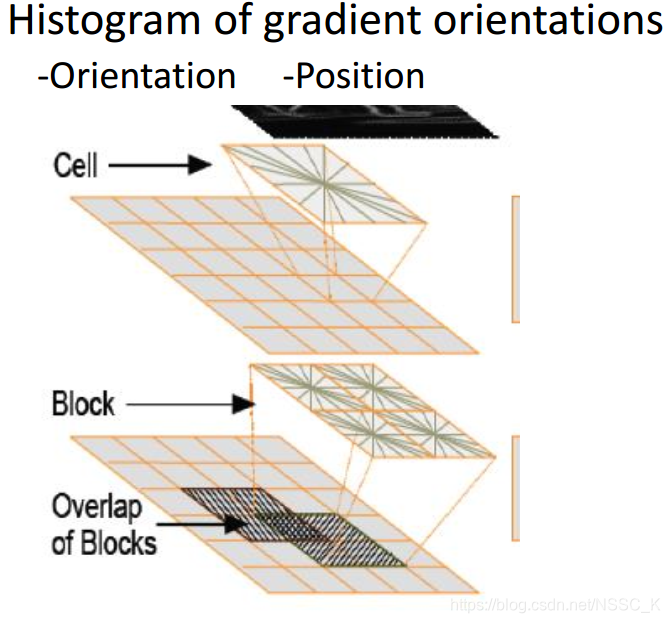 Histogram of gradient orientations
-Orientation -Position
Cell
Block
Overlap
of Blocks
https://blog.csdn.net/NSSC_K